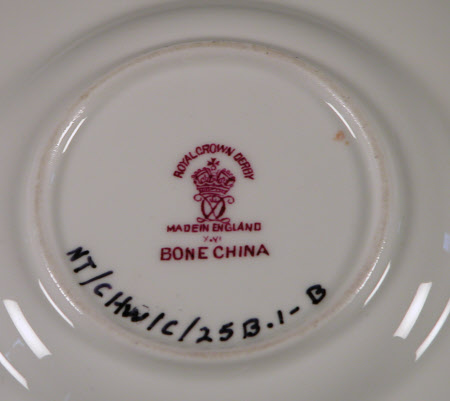 ROYAL CROWN DERBY
MADE IN ENGLAND
BONE CHINA
NT/CHW/C/25B.1-B